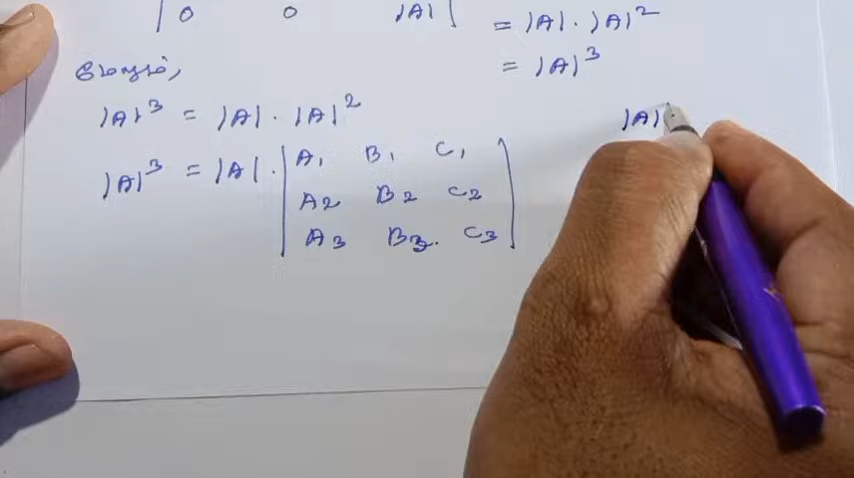 | 0 0 |A| |
= |A| . |A|²
= |A|³
மேலும்,
|A|³ = |A| . |A|²
|A|
|A|³ = |A| . | A₁ B₁ C₁ |
| A₂ B₂ C₂ |
| A₃ B₃. C₃ |